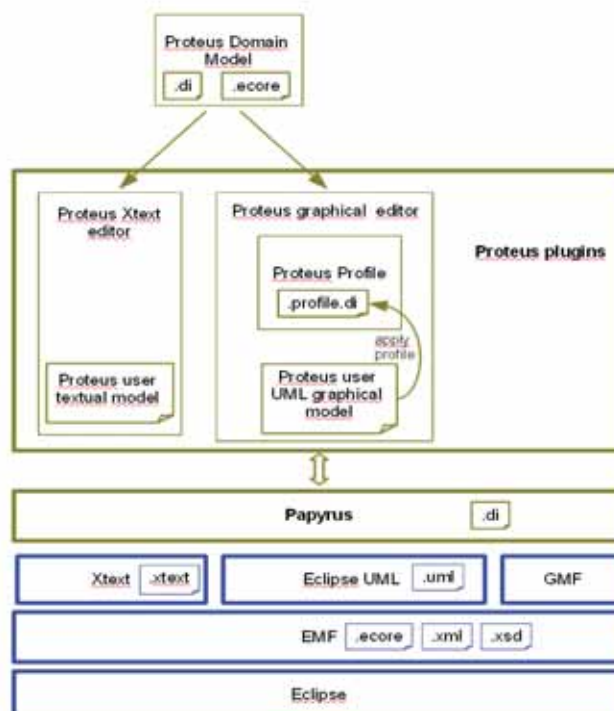 Proteus Domain
Model
.di
.ecore
Proteus Xtext
editor
Proteus graphical editor
Proteus plugins
Proteus Profile
.profile.di
apply
profile
Proteus user
textual model
Proteus user
UML graphical
model
Papyrus
.di
Xtext
.xtext
Eclipse UML
.uml
GMF
EMF
.ecore
.xml
.xsd
Eclipse